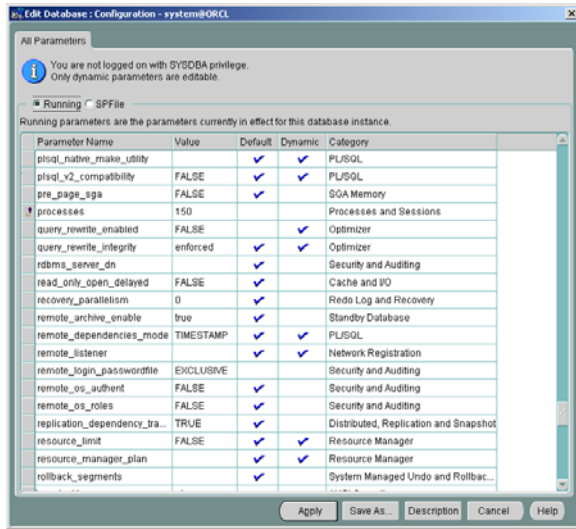 Edit Database : Configuration - system@ORCL
All Parameters
You are not logged on with SYSDBA privilege.
Only dynamic parameters are editable.
Running SPFile
Running parameters are the parameters currently in effect for this database instance.
Parameter Name Value Default Dynamic Category
plsql_native_make_utility PL/SQL
plsql_v2_compatibility FALSE PL/SQL
pre_page_sga FALSE SGA Memory
processes 150 Processes and Sessions
query_rewrite_enabled FALSE Optimizer
query_rewrite_integrity enforced Optimizer
rdbms_server_dn Security and Auditing
read_only_open_delayed FALSE Cache and I/O
recovery_parallelism 0 Redo Log and Recovery
remote_archive_enable true Standby Database
remote_dependencies_mode TIMESTAMP PL/SQL
remote_listener Network Registration
remote_login_passwordfile EXCLUSIVE Security and Auditing
remote_os_authent FALSE Security and Auditing
remote_os_roles FALSE Security and Auditing
replication_dependency_tra... TRUE Distributed, Replication and Snapshot
resource_limit FALSE Resource Manager
resource_manager_plan Resource Manager
rollback_segments System Managed Undo and Rollbac...
Apply Save As... Description Cancel Help